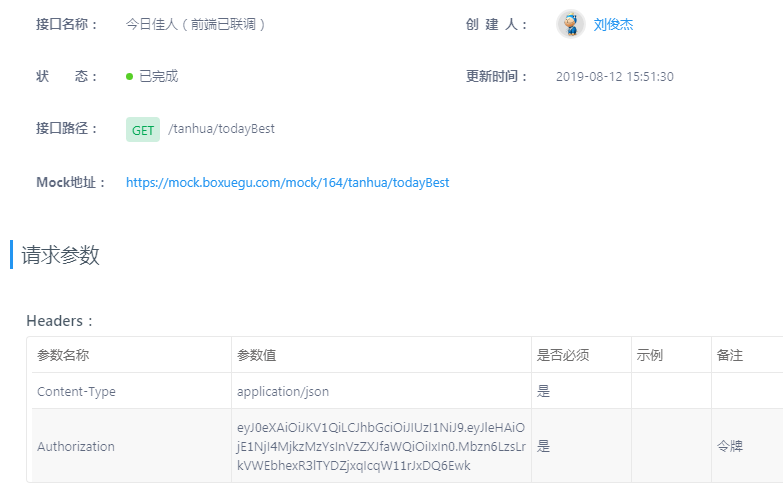 接口名称： 今日佳人（前端已联调） 创 建 人： 刘俊杰
状 态： 已完成 更新时间： 2019-08-12 15:51:30
接口路径： GET /tanhua/todayBest
Mock地址： https://mock.boxuegu.com/mock/164/tanhua/todayBest
请求参数
Headers：
参数名称 参数值 是否必须 示例 备注
Content-Type application/json 是
Authorization
eyJ0eXAiOiJKV1QiLCJhbGciOiJIUzI1NiJ9.eyJleHAiO
jE1NjI4MjkzMzYsInVzZXJfaWQiOiIxIn0.Mbzn6LzsLr
kVWEbhexR3lTYDZjxqIcqW11rJxDQ6Ewk
是 令牌